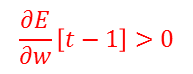 ∂E/∂w [t − 1] > 0